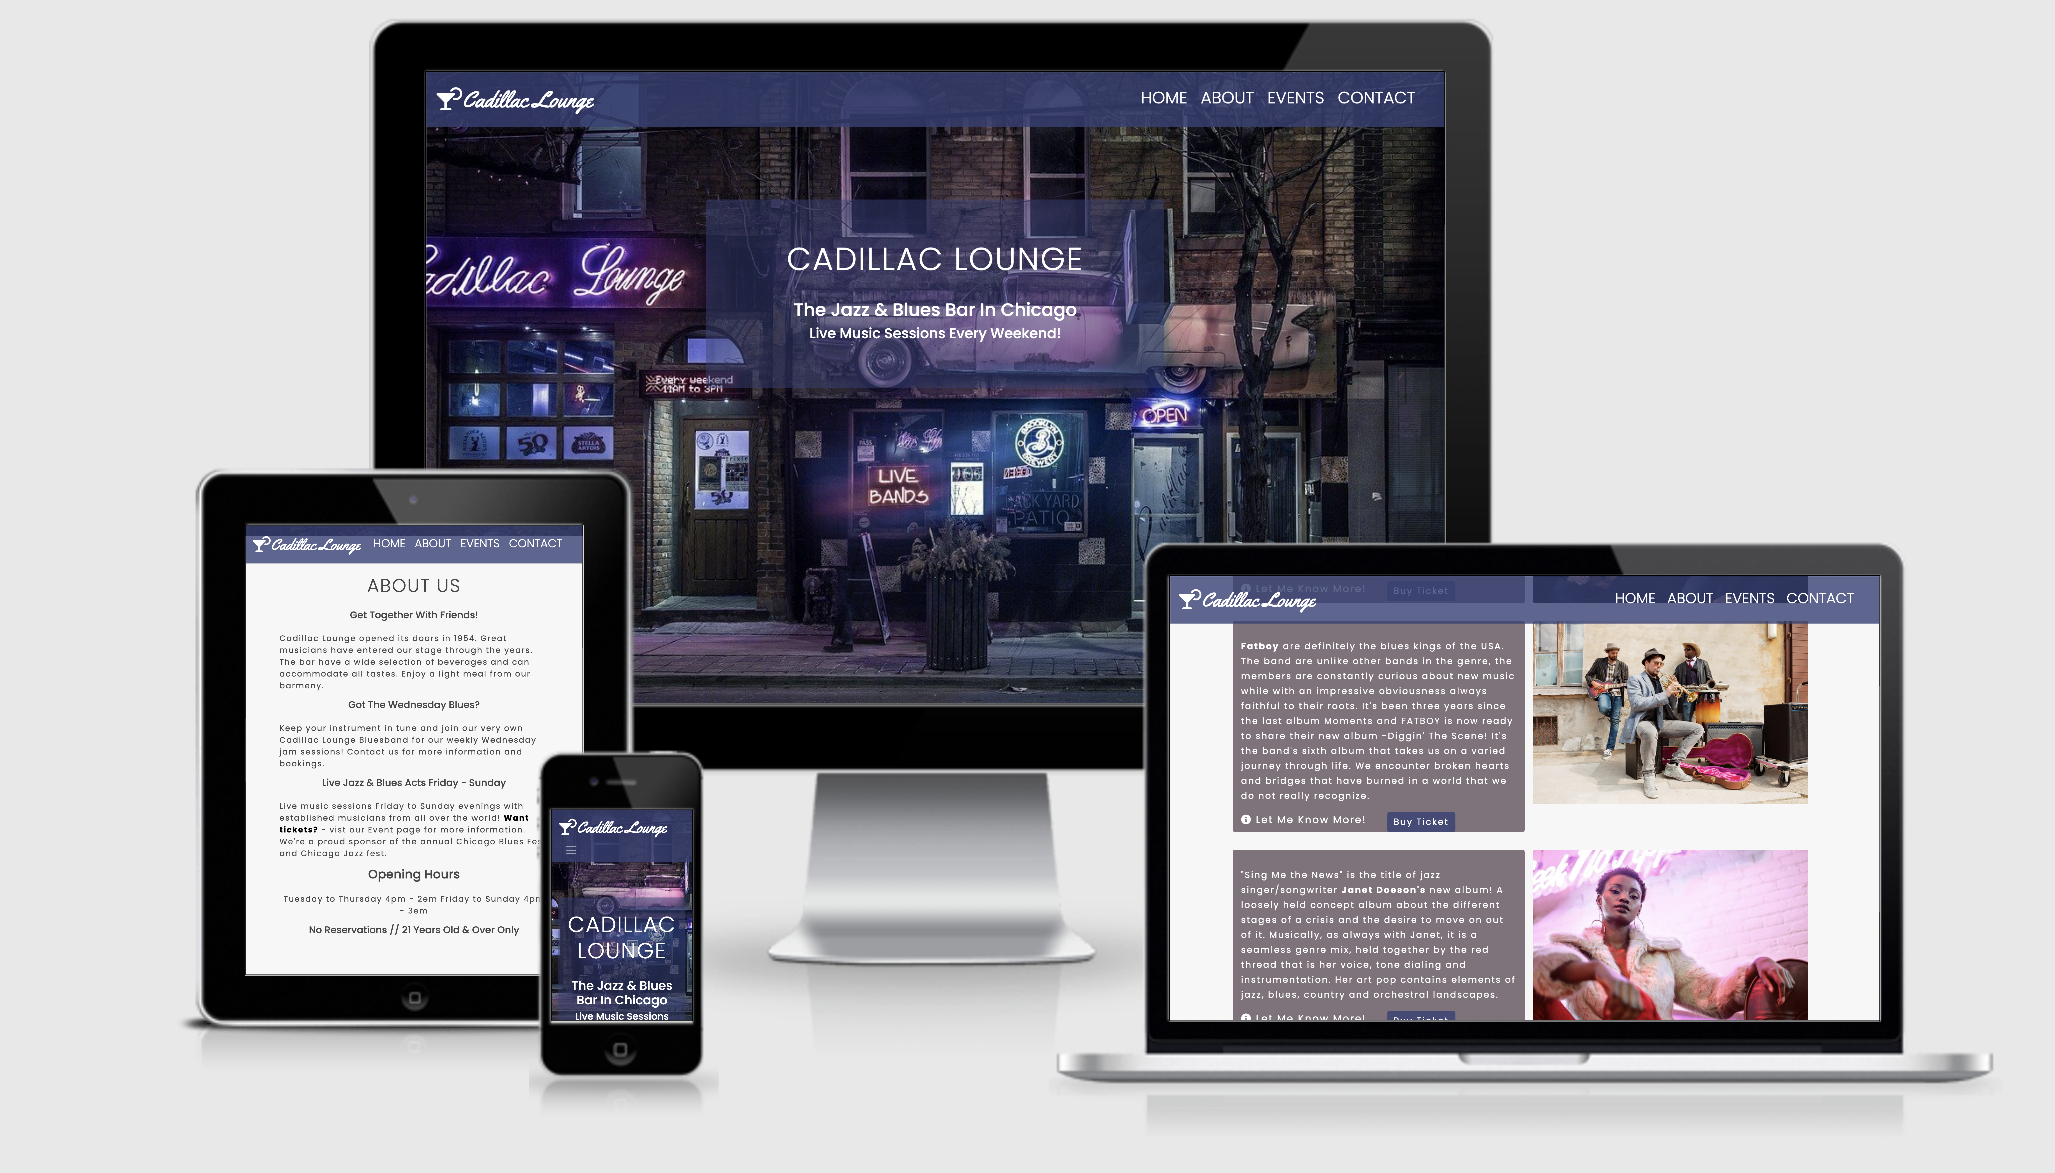 Cadillac Lounge
HOME ABOUT EVENTS CONTACT
CADILLAC LOUNGE
The Jazz & Blues Bar In Chicago
Live Music Sessions Every Weekend!
adillac Lounge
Every weekend
11AM to 3PM
50
STELLA
ARTOIS
PASS
LIVE
BANDS
BROOKLYN
BREWERY
OPEN
BACK YARD
PATIO
50
Cadillac Lounge
HOME ABOUT EVENTS CONTACT
ABOUT US
Get Together With Friends!
Cadillac Lounge opened its doors in 1954. Great
musicians have entered our stage through the years.
The bar have a wide selection of beverages and can
accommodate all tastes. Enjoy a light meal from our
barmeny.
Got The Wednesday Blues?
Keep your instrument in tune and join our very own
Cadillac Lounge Bluesband for our weekly Wednesday
jam sessions! Contact us for more information and
bookings.
Live Jazz & Blues Acts Friday - Sunday
Live music sessions Friday to Sunday evenings with
established musicians from all over the world! Want
tickets? - vist our Event page for more information.
We're a proud sponsor of the annual Chicago Blues Fes
and Chicago Jazz fest.
Opening Hours
Tuesday to Thursday 4pm - 2em Friday to Sunday 4pm
- 3em
No Reservations // 21 Years Old & Over Only
Cadillac Lounge
CADILLAC
LOUNGE
The Jazz & Blues
Bar In Chicago
Live Music Sessions
Let Me Know More! Buy Ticket
Cadillac Lounge
HOME ABOUT EVENTS CONTACT
Fatboy are definitely the blues kings of the USA.
The band are unlike other bands in the genre, the
members are constantly curious about new music
while with an impressive obviousness always
faithful to their roots. It's been three years since
the last album Moments and FATBOY is now ready
to share their new album -Diggin' The Scene! It's
the band's sixth album that takes us on a varied
journey through life. We encounter broken hearts
and bridges that have burned in a world that we
do not really recognize.
Let Me Know More! Buy Ticket
"Sing Me the News" is the title of jazz
singer/songwriter Janet Doeson's new album! A
loosely held concept album about the different
stages of a crisis and the desire to move on out
of it. Musically, as always with Janet, it is a
seamless genre mix, held together by the red
thread that is her voice, tone dialing and
instrumentation. Her art pop contains elements of
jazz, blues, country and orchestral landscapes.
Let Me Know More! Buy Ticket